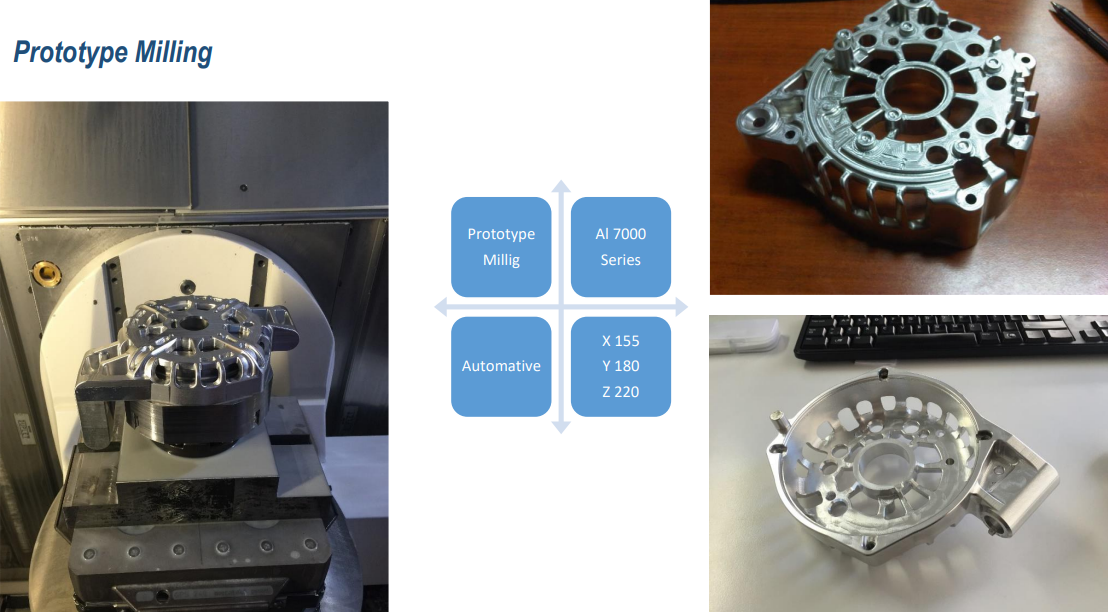 Prototype Milling
Prototype
Millig
Al 7000
Series
Automative
X 155
Y 180
Z 220